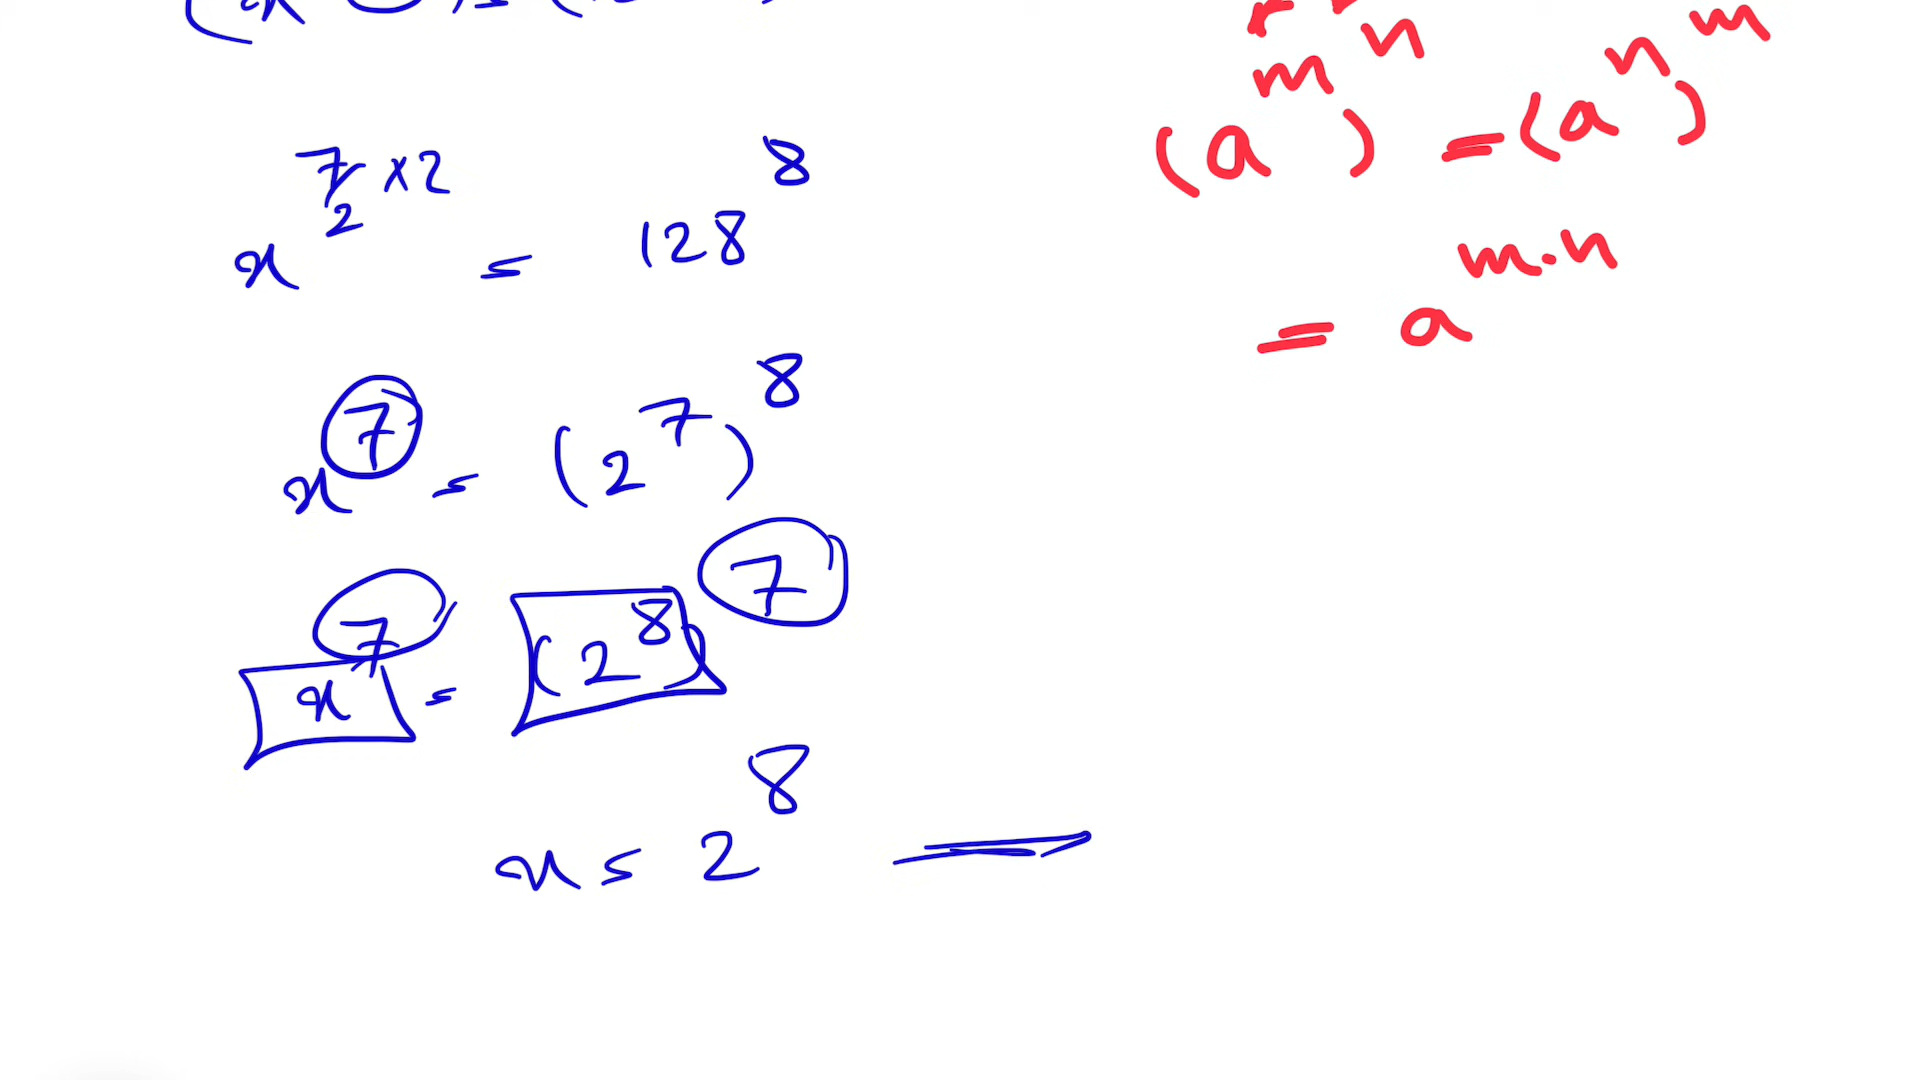 x^(7/2 ×2) = 128^8
x^7 = (2^7)^8
x^7 = (2^8)^7
x = 2^8
(a^m)^n = (a^n)^m
= a^(m·n)